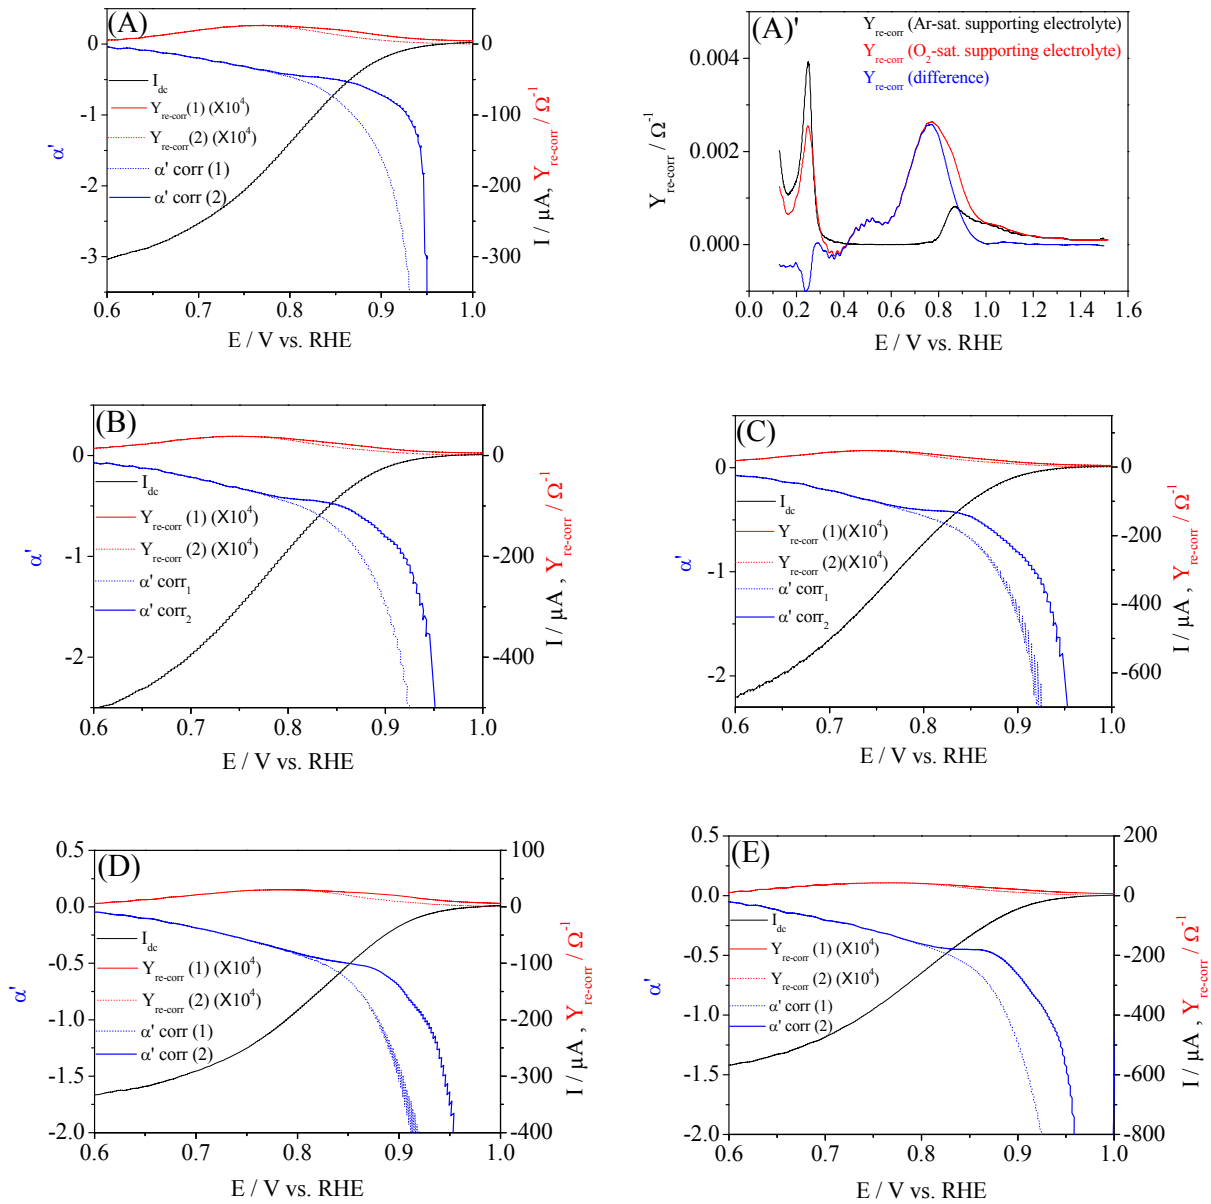 (A)
0
-1
-2
-3
α'
I_dc
Y_re-corr(1) (X10^4)
Y_re-corr(2) (X10^4)
α' corr (1)
α' corr (2)
0
-100
-200
-300
I / μA, Y_re-corr / Ω^-1
0.6 0.7 0.8 0.9 1.0
E / V vs. RHE
(A)'
Y_re-corr (Ar-sat. supporting electrolyte)
Y_re-corr (O_2-sat. supporting electrolyte)
Y_re-corr (difference)
0.004
0.002
0.000
Y_re-corr / Ω^-1
0.0 0.2 0.4 0.6 0.8 1.0 1.2 1.4 1.6
E / V vs. RHE
(B)
0
-1
-2
α'
I_dc
Y_re-corr (1) (X10^4)
Y_re-corr (2) (X10^4)
α' corr_1
α' corr_2
0
-200
-400
I / μA , Y_re-corr / Ω^-1
0.6 0.7 0.8 0.9 1.0
E / V vs. RHE
(C)
0
-1
-2
α'
I_dc
Y_re-corr (1)(X10^4)
Y_re-corr (2)(X10^4)
α' corr_1
α' corr_2
0
-200
-400
-600
I / μA , Y_re-corr / Ω^-1
0.6 0.7 0.8 0.9 1.0
E / V vs. RHE
(D)
0.5
0.0
-0.5
-1.0
-1.5
-2.0
α'
I_dc
Y_re-corr (1) (X10^4)
Y_re-corr (2) (X10^4)
α' corr (1)
α' corr (2)
100
0
-100
-200
-300
-400
I / μA , Y_re-corr / Ω^-1
0.6 0.7 0.8 0.9 1.0
E / V vs. RHE
(E)
0.5
0.0
-0.5
-1.0
-1.5
-2.0
α'
I_dc
Y_re-corr (1) (X10^4)
Y_re-corr (2) (X10^4)
α' corr (1)
α' corr (2)
200
0
-200
-400
-600
-800
I / μA , Y_re-corr / Ω^-1
0.6 0.7 0.8 0.9 1.0
E / V vs. RHE